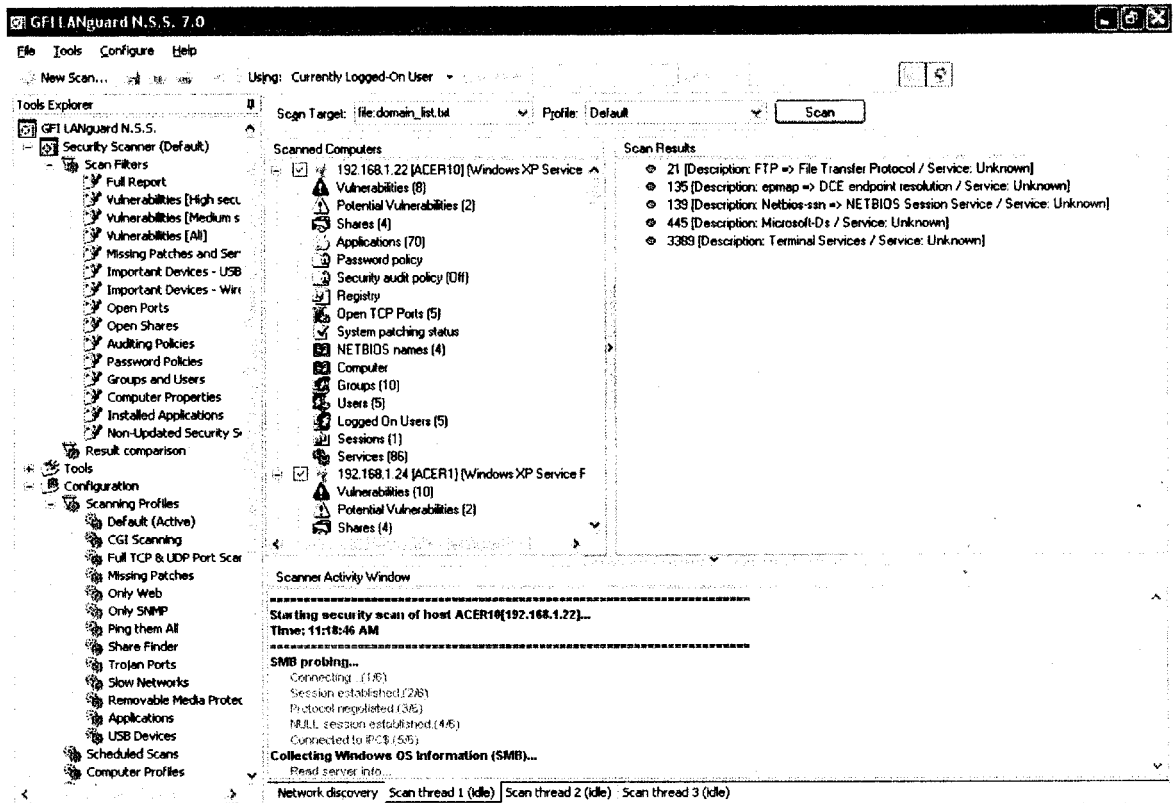 GFI LANguard N.S.S. 7.0
File Tools Configure Help
New Scan... Using: Currently Logged-On User
Tools Explorer
GFI LANguard N.S.S.
Security Scanner (Default)
Scan Filters
Full Report
Vulnerabilities [High secu
Vulnerabilities [Medium s
Vulnerabilities [All]
Missing Patches and Ser
Important Devices - USB
Important Devices - Wire
Open Ports
Open Shares
Auditing Policies
Password Policies
Groups and Users
Computer Properties
Installed Applications
Non-Updated Security S
Result comparison
Tools
Configuration
Scanning Profiles
Default (Active)
CGI Scanning
Full TCP & UDP Port Scar
Missing Patches
Only Web
Only SNMP
Ping them All
Share Finder
Trojan Ports
Slow Networks
Removable Media Protec
Applications
USB Devices
Scheduled Scans
Computer Profiles
Scan Target: file:domain_list.txt Profile: Default Scan
Scanned Computers
192.168.1.22 [ACER10] (Windows XP Service
Vulnerabilities (8)
Potential Vulnerabilities (2)
Shares (4)
Applications (70)
Password policy
Security audit policy (Off)
Registry
Open TCP Ports (5)
System patching status
NETBIOS names (4)
Computer
Groups (10)
Users (5)
Logged On Users (5)
Sessions (1)
Services (86)
192.168.1.24 [ACER1] (Windows XP Service F
Vulnerabilities (10)
Potential Vulnerabilities (2)
Shares (4)
Scan Results
21 [Description: FTP => File Transfer Protocol / Service: Unknown]
135 [Description: epmap => DCE endpoint resolution / Service: Unknown]
139 [Description: Netbios-ssn => NETBIOS Session Service / Service: Unknown]
445 [Description: Microsoft-Ds / Service: Unknown]
3389 [Description: Terminal Services / Service: Unknown]
Scanner Activity Window
Starting security scan of host ACER10[192.168.1.22]...
Time: 11:18:46 AM
SMB probing...
Connecting...(1/6)
Session established.(2/6)
Protocol negotiated.(3/6)
NULL session established.(4/6)
Connected to IPC$.(5/6)
Collecting Windows OS Information (SMB)...
Read server info...
Network discovery Scan thread 1 (idle) Scan thread 2 (idle) Scan thread 3 (idle)